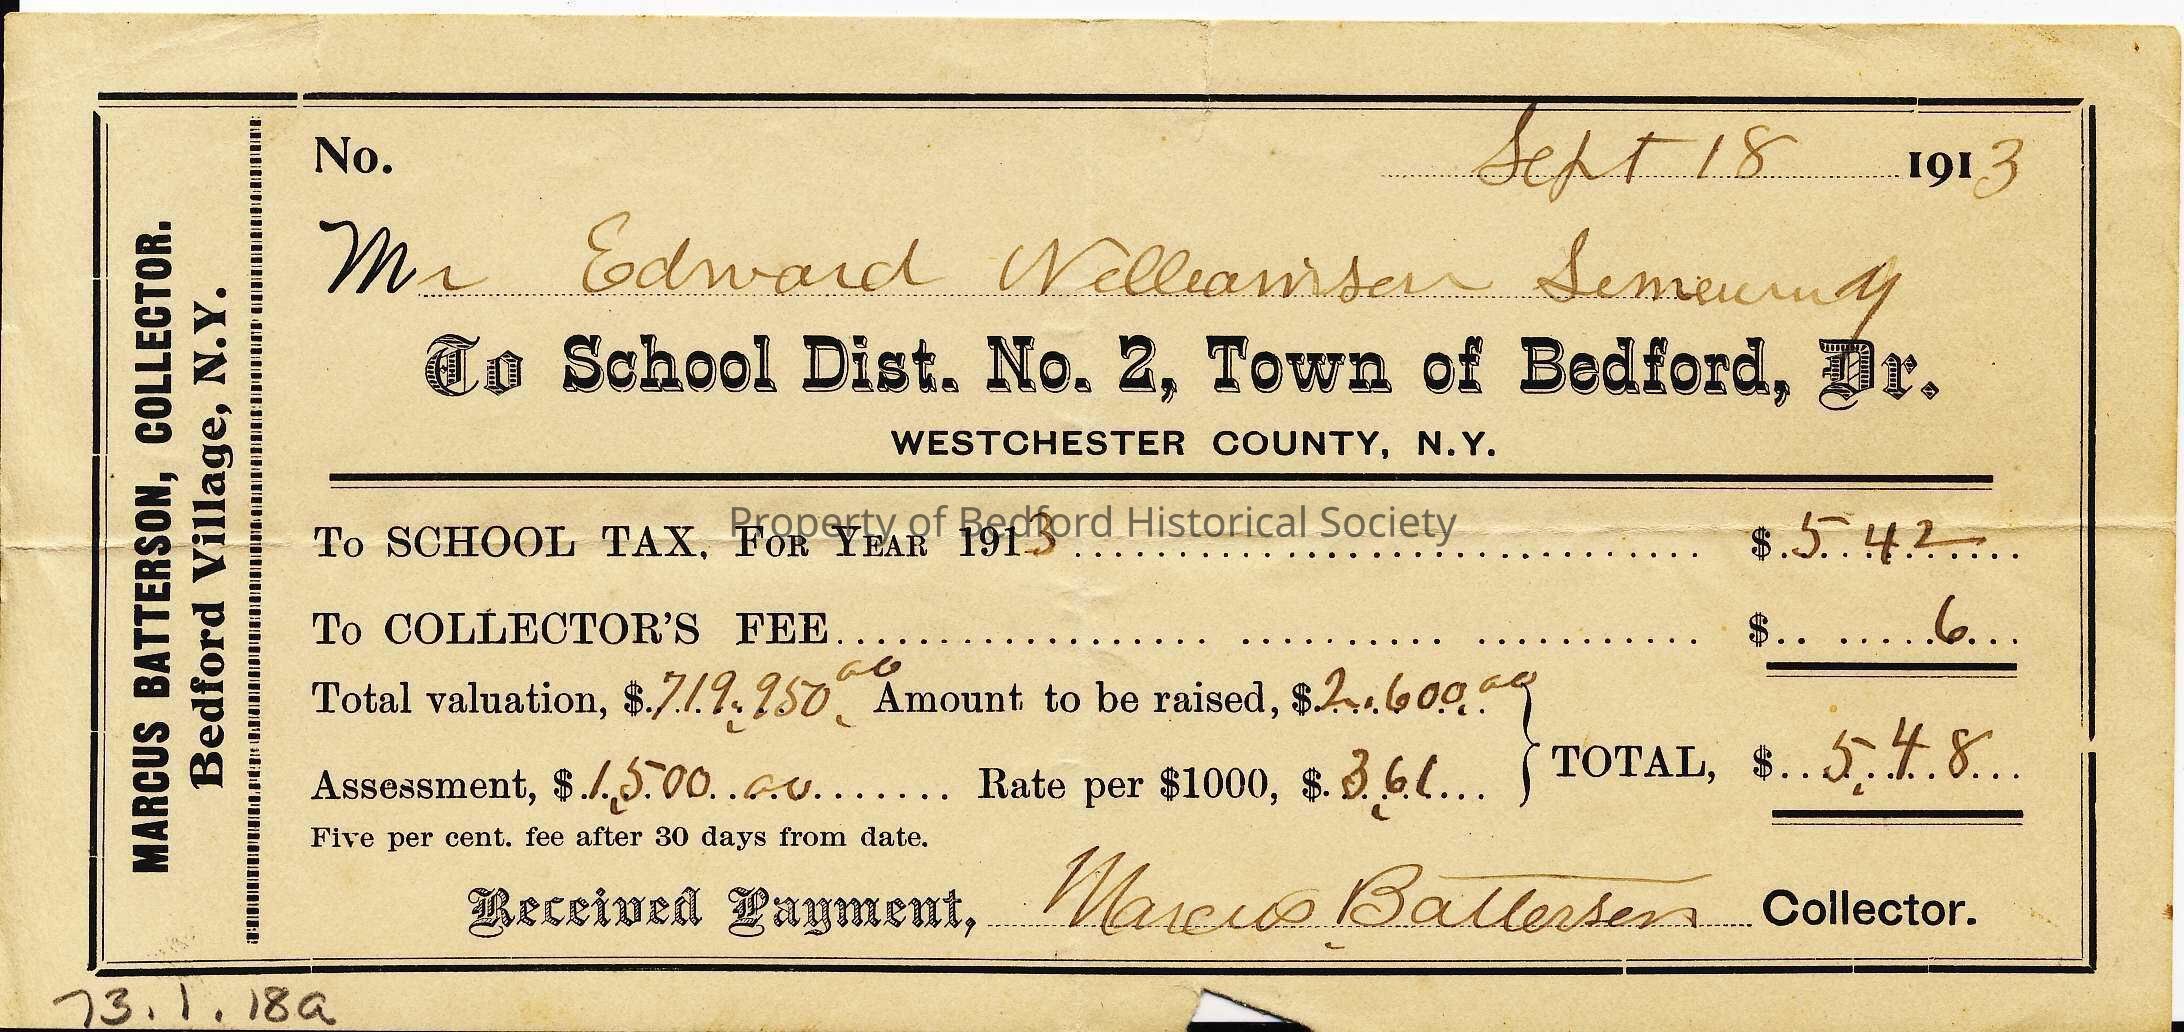 MARCUS BATTERSON, COLLECTOR.
Bedford Village, N.Y.
No. Sept 18 1913
Mr Edward Williamson
To School Dist. No. 2, Town of Bedford, Dr.
WESTCHESTER COUNTY, N.Y.
Property of Bedford Historical Society
To SCHOOL TAX, For Year 1913 $ 5 42
To COLLECTOR'S FEE $ 6
Total valuation, $ 719,950.00 Amount to be raised, $ 2,600.00
Assessment, $ 1,500 00 Rate per $1000, $ 3,61 TOTAL, $ 5,48
Five per cent. fee after 30 days from date.
Received Payment, Marcus Batterson Collector.
73.1.18a